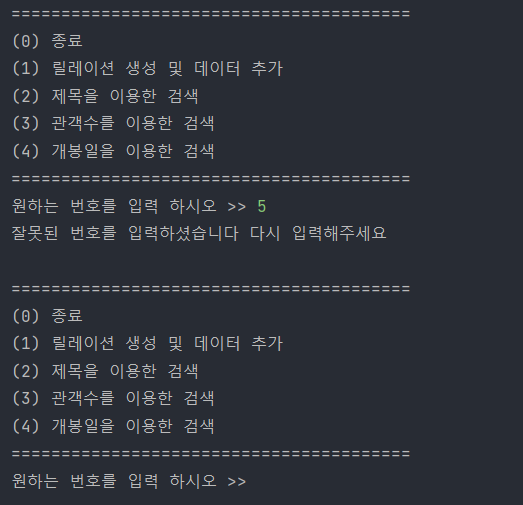 ========================================
(0) 종료
(1) 릴레이션 생성 및 데이터 추가
(2) 제목을 이용한 검색
(3) 관객수를 이용한 검색
(4) 개봉일을 이용한 검색
========================================
원하는 번호를 입력 하시오 >> 5
잘못된 번호를 입력하셨습니다 다시 입력해주세요
========================================
(0) 종료
(1) 릴레이션 생성 및 데이터 추가
(2) 제목을 이용한 검색
(3) 관객수를 이용한 검색
(4) 개봉일을 이용한 검색
========================================
원하는 번호를 입력 하시오 >>